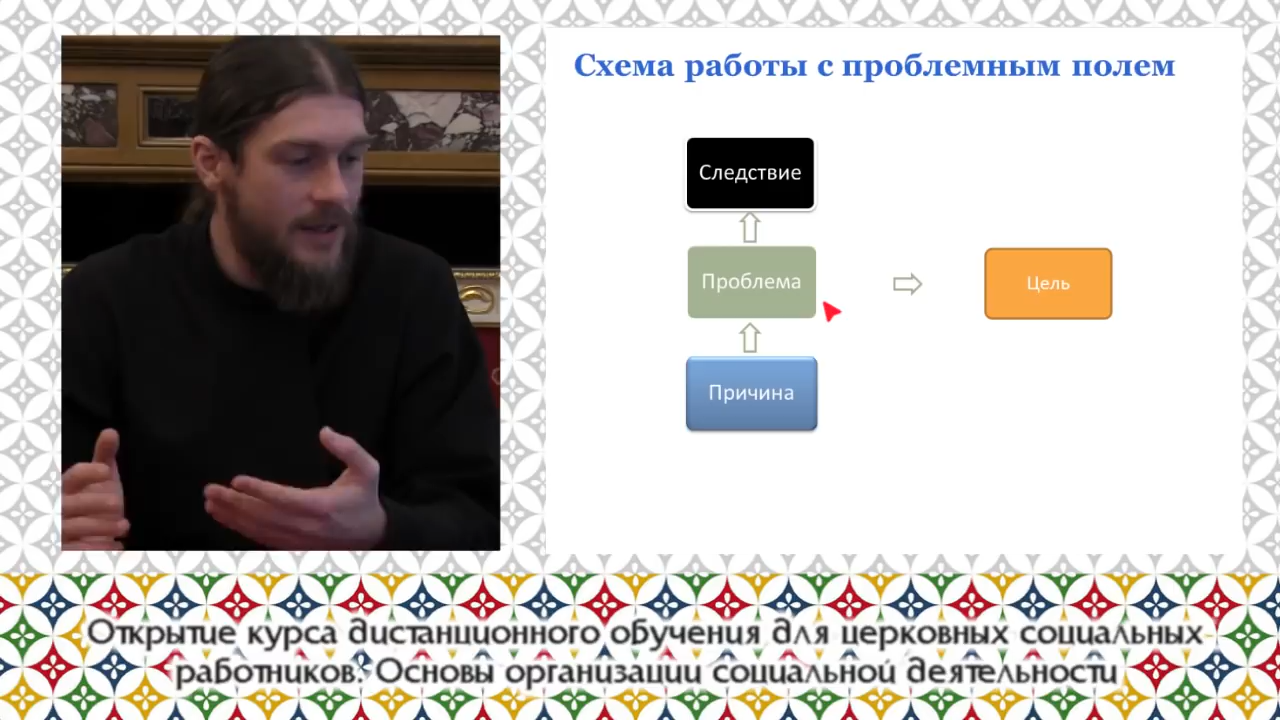 Схема работы с проблемным полем
Следствие
Проблема
Цель
Причина
Открытие курса дистанционного обучения для церковных социальных
работников. Основы организации социальной деятельности